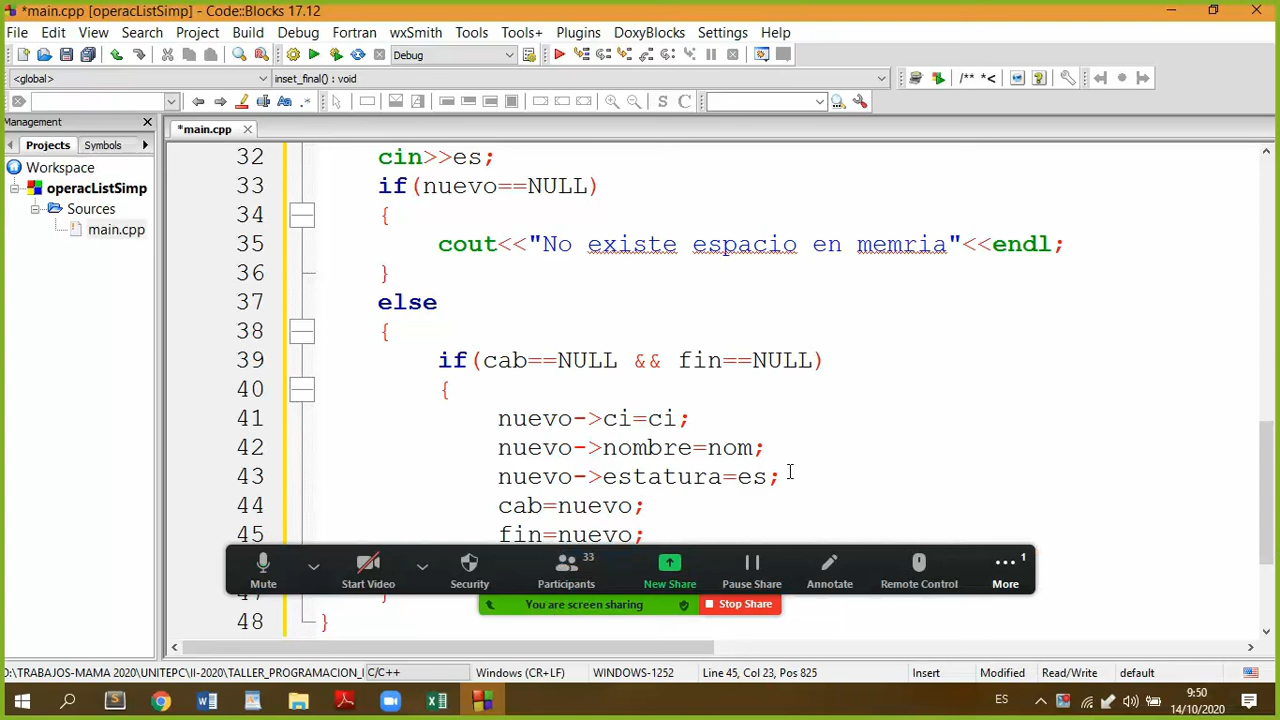 *main.cpp [operacListSimp] - Code::Blocks 17.12
File Edit View Search Project Build Debug Fortran wxSmith Tools Tools+ Plugins DoxyBlocks Settings Help
Debug
<global> inset_final() : void /** *<
S C
Management
*main.cpp
Projects Symbols
Workspace
operacListSimp
Sources
main.cpp
32 cin>>es;
33 if(nuevo==NULL)
34 {
35 cout<<"No existe espacio en memria"<<endl;
36 }
37 else
38 {
39 if(cab==NULL && fin==NULL)
40 {
41 nuevo->ci=ci;
42 nuevo->nombre=nom;
43 nuevo->estatura=es;
44 cab=nuevo;
45 fin=nuevo;
48 }
33 1
Mute Start Video Security Participants New Share Pause Share Annotate Remote Control More
You are screen sharing Stop Share
D:\TRABAJOS-MAMA 2020\UNITEPC\II-2020\TALLER_PROGRAMACION_I C/C++ Windows (CR+LF) WINDOWS-1252 Line 45, Col 23, Pos 825 Insert Modified Read/Write default
ES 9:50
14/10/2020